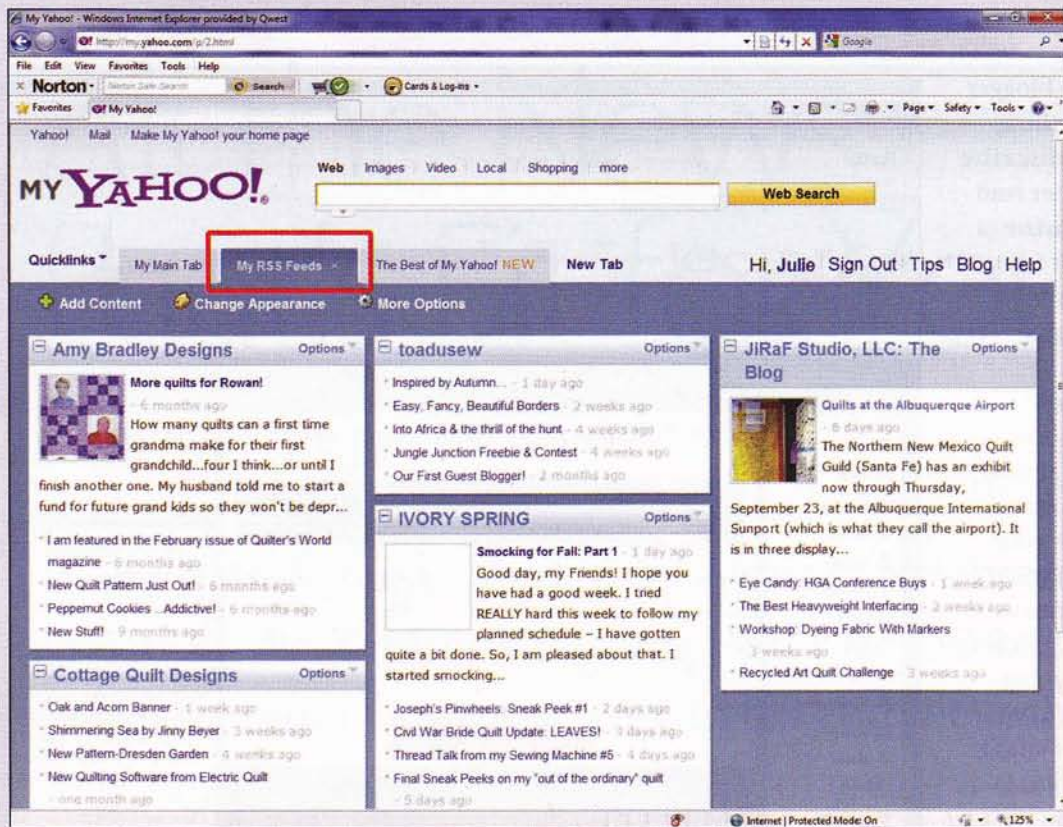 My Yahoo! - Windows Internet Explorer provided by Qwest
http://my.yahoo.com/p/2.html
Google
File Edit View Favorites Tools Help
Norton Norton Safe Search Search Cards & Log-ins
Favorites My Yahoo! Page Safety Tools
Yahoo! Mail Make My Yahoo! your home page
MY YAHOO!
Web Images Video Local Shopping more
Web Search
Quicklinks My Main Tab My RSS Feeds × The Best of My Yahoo! NEW New Tab Hi, Julie Sign Out Tips Blog Help
Add Content Change Appearance More Options
Amy Bradley Designs Options
More quilts for Rowan!
- 6 months ago
How many quilts can a first time
grandma make for their first
grandchild...four I think...or until I
finish another one. My husband told me to start a
fund for future grand kids so they won't be depr...
I am featured in the February issue of Quilter's World
magazine - 6 months ago
New Quilt Pattern Just Out! - 6 months ago
Peppernut Cookies ...Addictive! - 6 months ago
New Stuff! 9 months ago
Cottage Quilt Designs Options
Oak and Acorn Banner - 1 week ago
Shimmering Sea by Jinny Beyer - 3 weeks ago
New Pattern-Dresden Garden - 4 weeks ago
New Quilting Software from Electric Quilt
- one month ago
toadusew Options
Inspired by Autumn... - 1 day ago
Easy, Fancy, Beautiful Borders - 2 weeks ago
Into Africa & the thrill of the hunt - 4 weeks ago
Jungle Junction Freebie & Contest - 4 weeks ago
Our First Guest Blogger! - 2 months ago
IVORY SPRING Options
Smocking for Fall: Part 1 - 1 day ago
Good day, my Friends! I hope you
have had a good week. I tried
REALLY hard this week to follow my
planned schedule – I have gotten
quite a bit done. So, I am pleased about that. I
started smocking...
Joseph's Pinwheels: Sneak Peek #1 - 2 days ago
Civil War Bride Quilt Update: LEAVES! - days ago
Thread Talk from my Sewing Machine #5 - 4 days ago
Final Sneak Peeks on my "out of the ordinary" quilt
- 5 days ago
JiRaF Studio, LLC: The Options
Blog
Quilts at the Albuquerque Airport
- 6 days ago
The Northern New Mexico Quilt
Guild (Santa Fe) has an exhibit
now through Thursday,
September 23, at the Albuquerque International
Sunport (which is what they call the airport). It
is in three display...
Eye Candy: HGA Conference Buys - 1 week ago
The Best Heavyweight Interfacing - 2 weeks ago
Workshop: Dyeing Fabric With Markers
- 3 weeks ago
Recycled Art Quilt Challenge 3 weeks ago
Internet | Protected Mode: On 125%